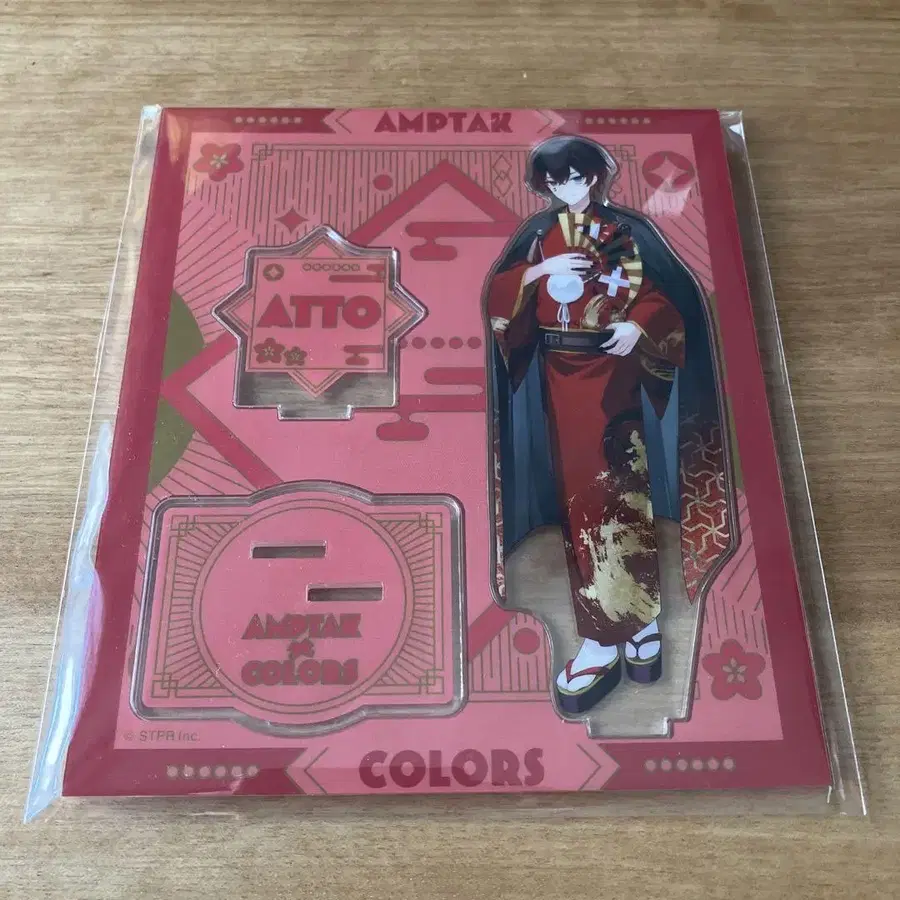 AMPTAK
ATTO
AMPTAK
×
COLORS
© STPR Inc.
COLORS